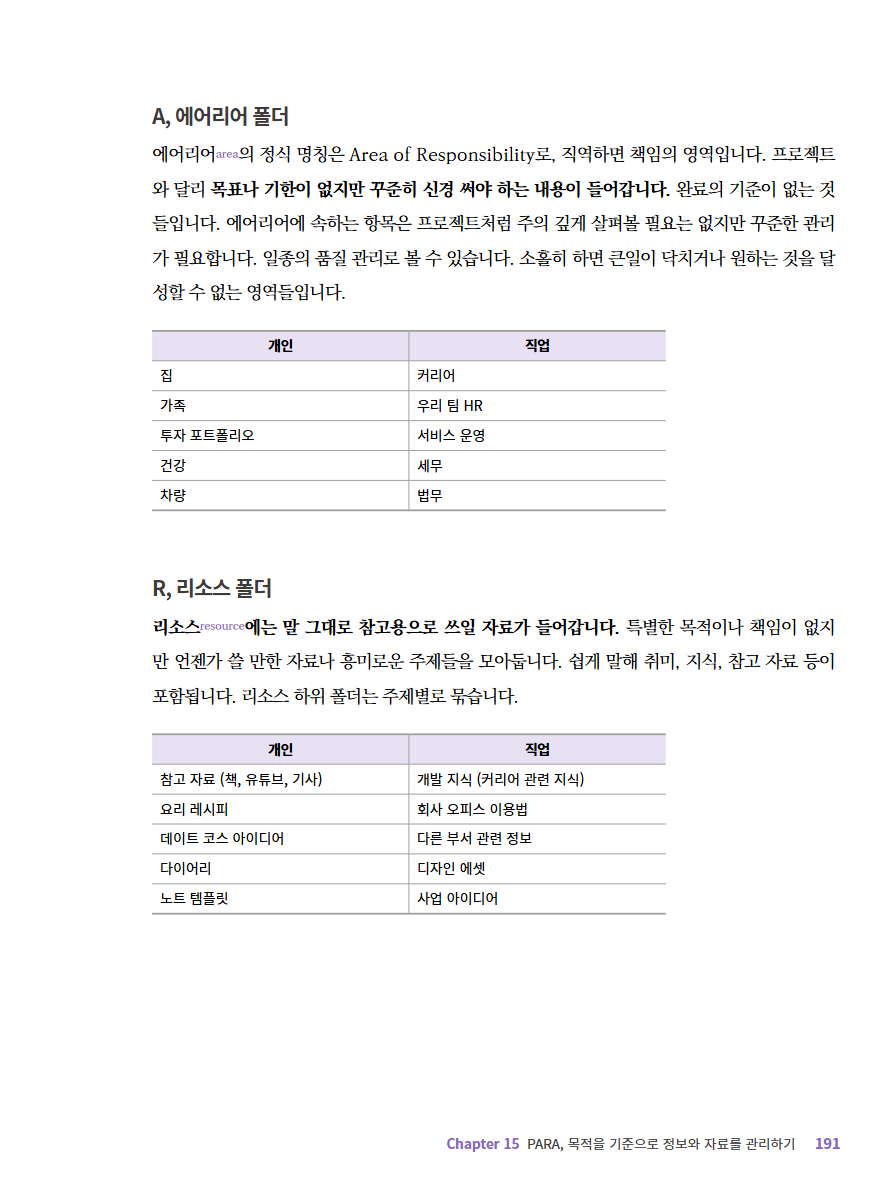 A, 에어리어 폴더
에어리어area의 정식 명칭은 Area of Responsibility로, 직역하면 책임의 영역입니다. 프로젝트
와 달리 목표나 기한이 없지만 꾸준히 신경 써야 하는 내용이 들어갑니다. 완료의 기준이 없는 것
들입니다. 에어리어에 속하는 항목은 프로젝트처럼 주의 깊게 살펴볼 필요는 없지만 꾸준한 관리
가 필요합니다. 일종의 품질 관리로 볼 수 있습니다. 소홀히 하면 큰일이 닥치거나 원하는 것을 달
성할 수 없는 영역들입니다.
개인 직업
집 커리어
가족 우리 팀 HR
투자 포트폴리오 서비스 운영
건강 세무
차량 법무
R, 리소스 폴더
리소스resource에는 말 그대로 참고용으로 쓰일 자료가 들어갑니다. 특별한 목적이나 책임이 없지
만 언젠가 쓸 만한 자료나 흥미로운 주제들을 모아둡니다. 쉽게 말해 취미, 지식, 참고 자료 등이
포함됩니다. 리소스 하위 폴더는 주제별로 묶습니다.
개인 직업
참고 자료 (책, 유튜브, 기사) 개발 지식 (커리어 관련 지식)
요리 레시피 회사 오피스 이용법
데이트 코스 아이디어 다른 부서 관련 정보
다이어리 디자인 에셋
노트 템플릿 사업 아이디어
Chapter 15 PARA, 목적을 기준으로 정보와 자료를 관리하기 191